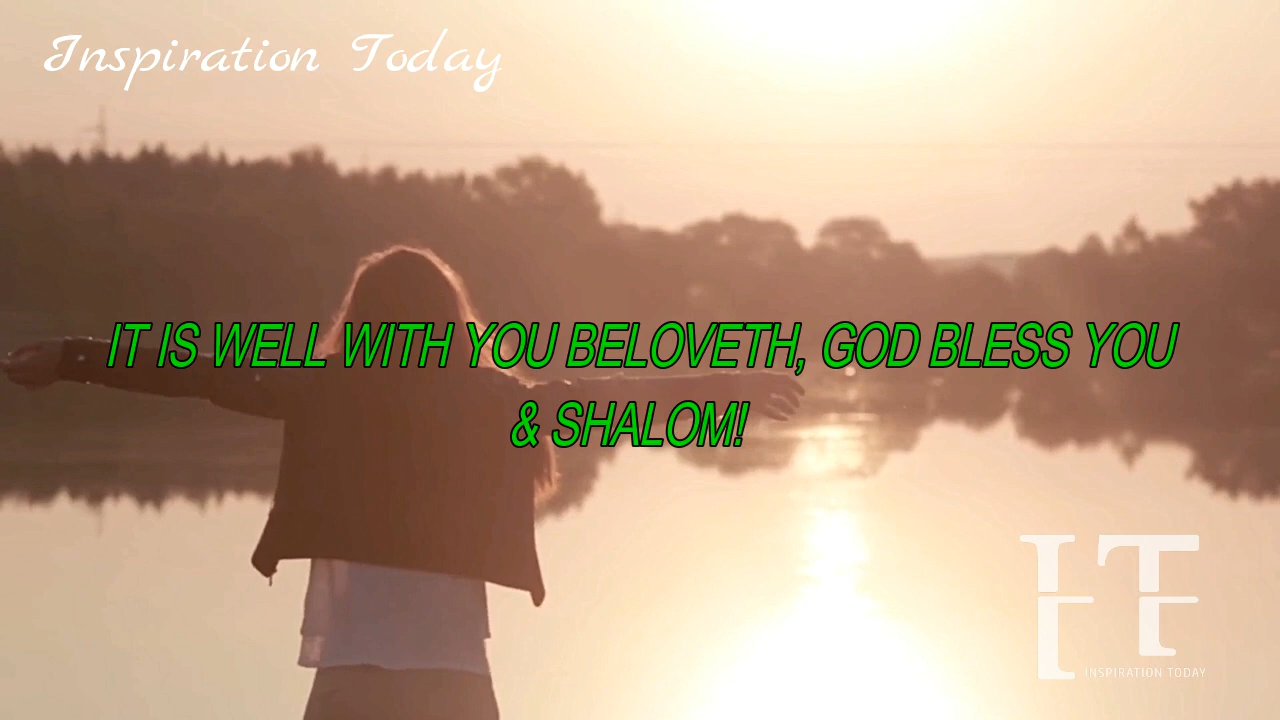 Inspiration Today
IT IS WELL WITH YOU BELOVETH, GOD BLESS YOU
& SHALOM!
IT
INSPIRATION TODAY